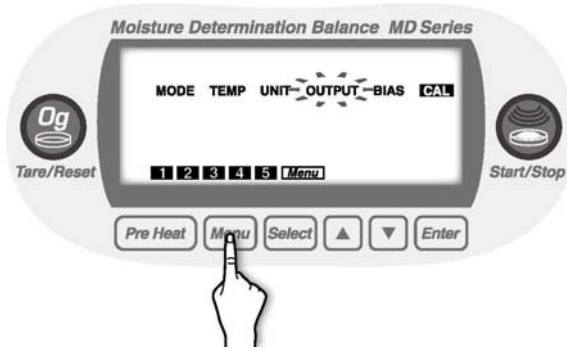 Moisture Determination Balance MD Series
MODE TEMP UNIT OUTPUT BIAS CAL
0g
Tare/Reset
Start/Stop
1 2 3 4 5 Menu
Pre Heat Menu Select ▲ ▼ Enter